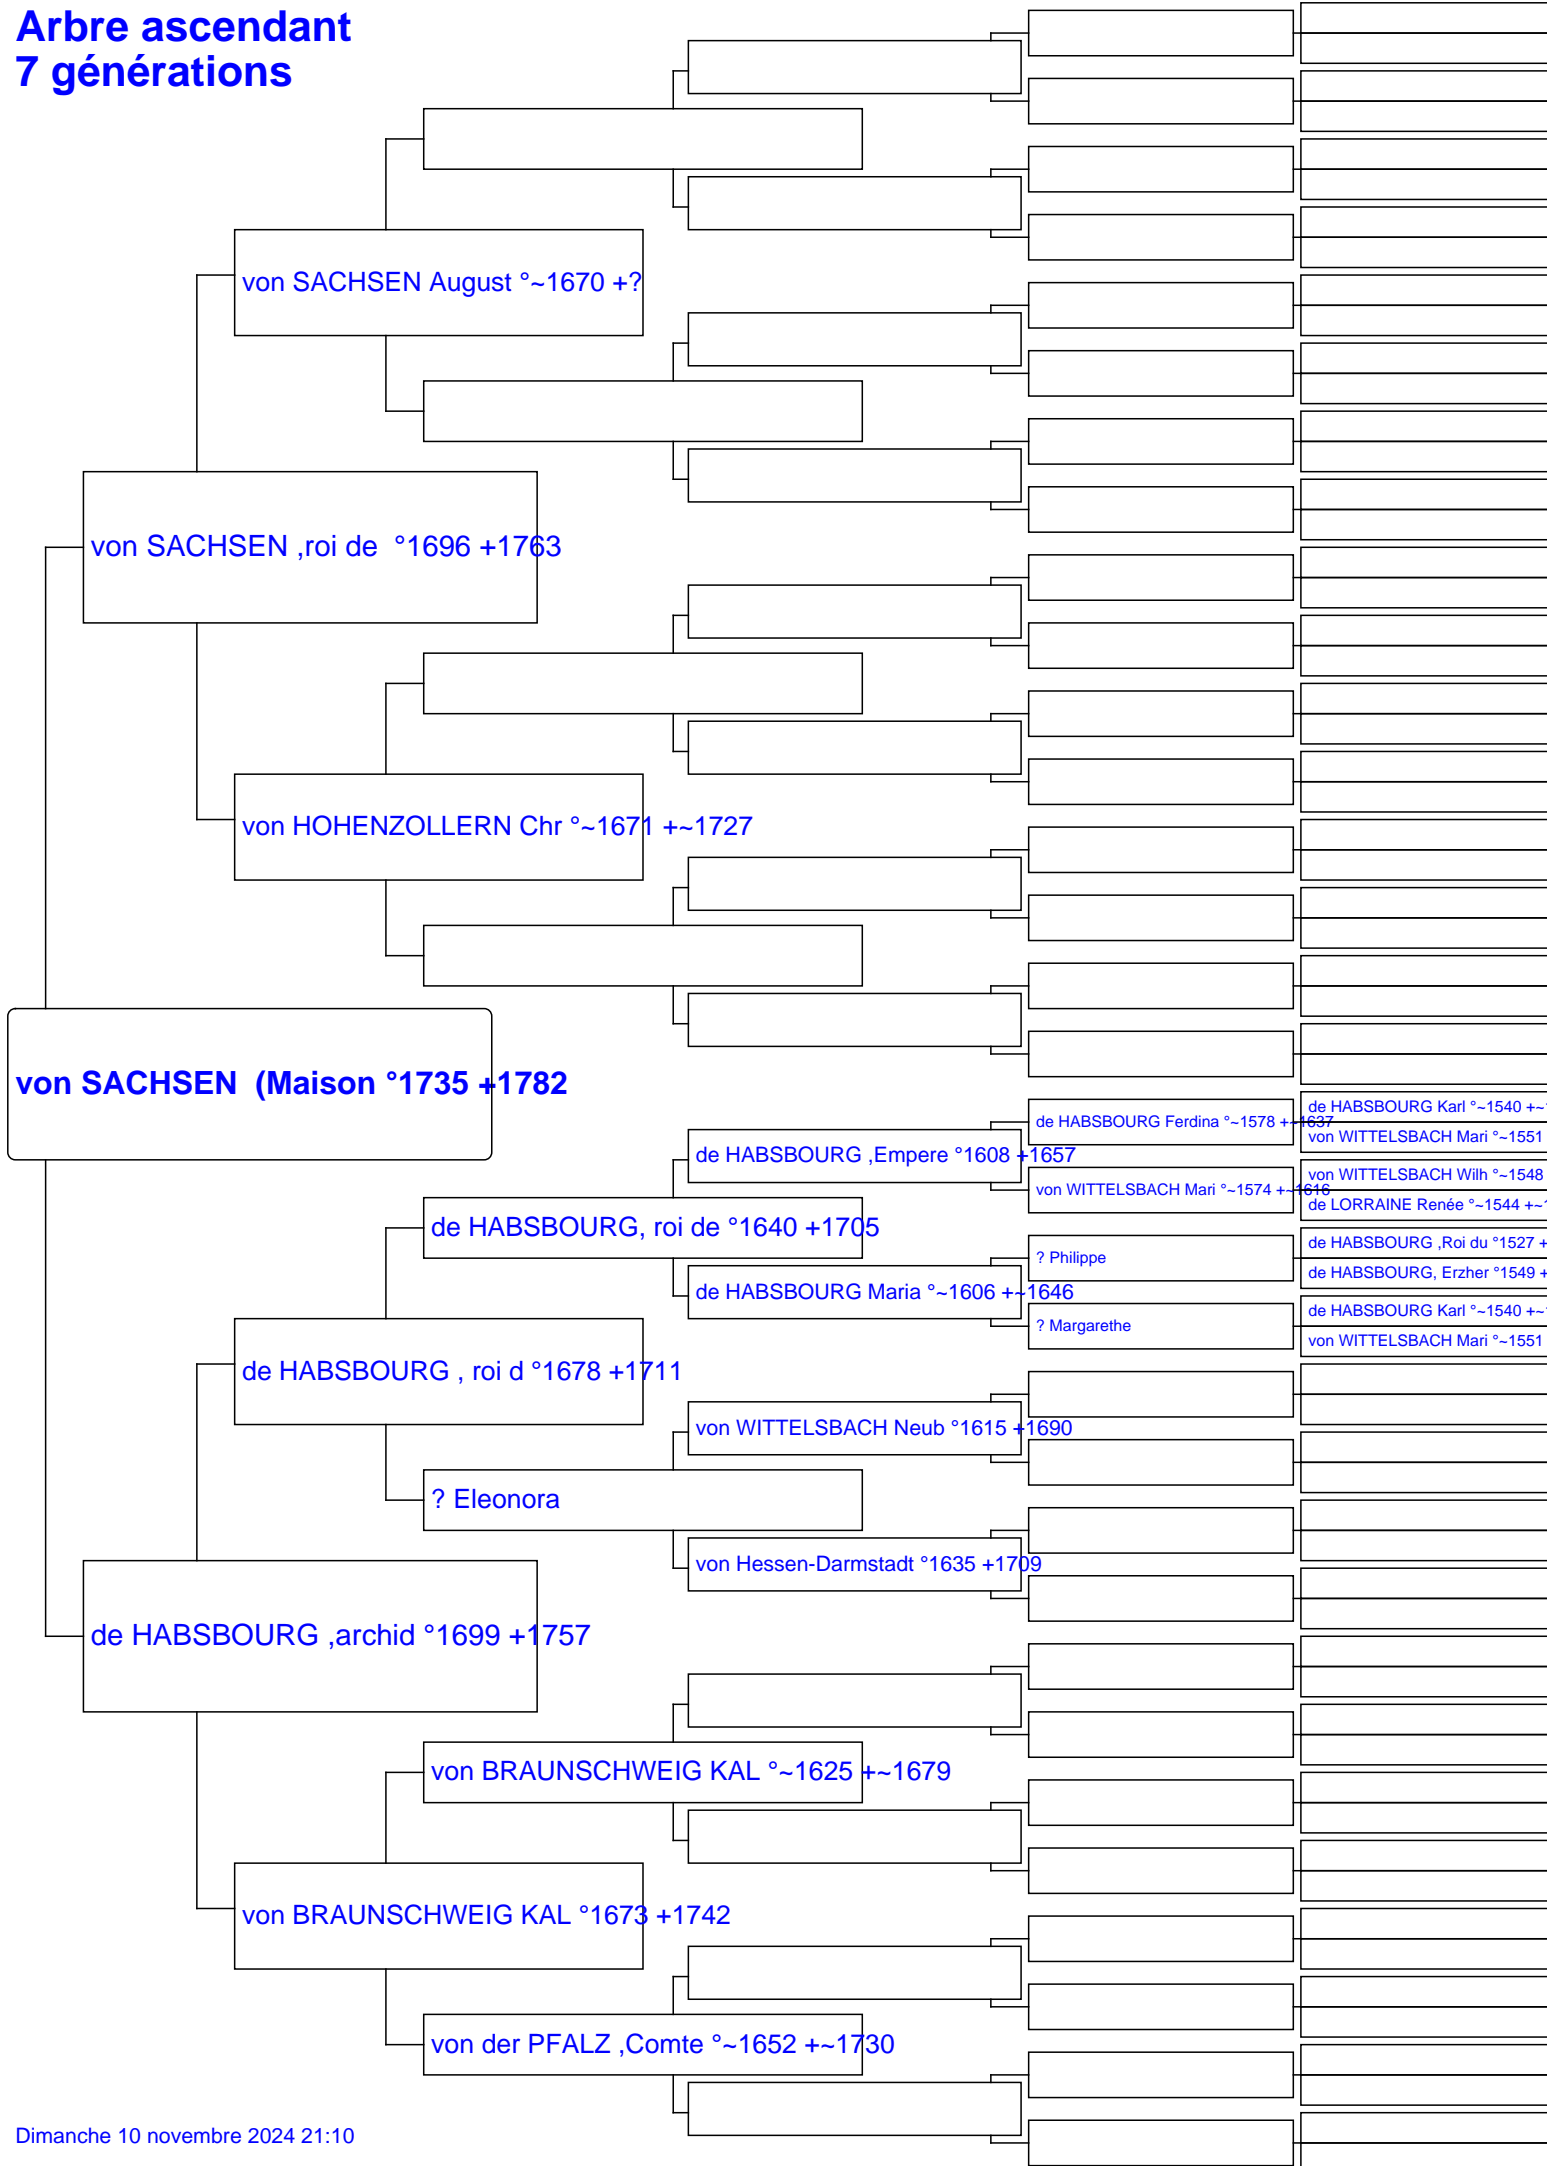 Arbre ascendant
7 générations
von SACHSEN August °~1670 +?
von SACHSEN ,roi de  °1696 +1763
von HOHENZOLLERN Chr °~1671 +~1727
von SACHSEN  (Maison °1735 +1782
de HABSBOURG Karl °~1540 +~1
de HABSBOURG Ferdina °~1578 +~1637
von WITTELSBACH Mari °~1551
de HABSBOURG ,Empere °1608 +1657
von WITTELSBACH Wilh °~1548
von WITTELSBACH Mari °~1574 +~1616
de LORRAINE Renée °~1544 +~1
de HABSBOURG, roi de °1640 +1705
de HABSBOURG ,Roi du °1527 +
? Philippe
de HABSBOURG, Erzher °1549 +
de HABSBOURG Maria °~1606 +~1646
de HABSBOURG Karl °~1540 +~1
? Margarethe
von WITTELSBACH Mari °~1551
de HABSBOURG , roi d °1678 +1711
von WITTELSBACH Neub °1615 +1690
? Eleonora
von Hessen-Darmstadt °1635 +1709
de HABSBOURG ,archid °1699 +1757
von BRAUNSCHWEIG KAL °~1625 +~1679
von BRAUNSCHWEIG KAL °1673 +1742
von der PFALZ ,Comte °~1652 +~1730
Dimanche 10 novembre 2024 21:10